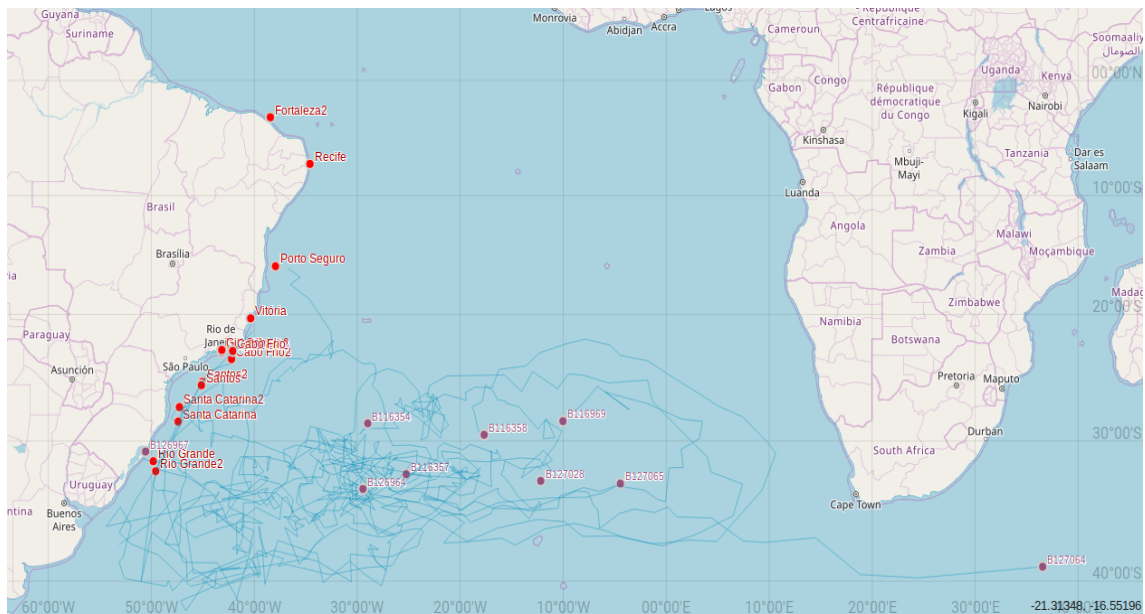 Guyana
Suriname
Monrovia
Abidjan
Accra
Lagos
Cameroun
République
Centrafricaine
Soomaaliya
الصومال
Uganda
Kenya
00°00'N
Gabon
Congo
République
démocratique
du Congo
Kigali
Nairobi
Fortaleza2
Kinshasa
Recife
Mbuji-
Mayi
Tanzania
Dar es
Salaam
Luanda
10°00'S
Brasil
Angola
Malawi
Zambia
Moçambique
Brasília
Porto Seguro
Zimbabwe
Madag
20°00'S
Vitória
Namibia
Rio de
Paraguay
Cabo Frio
Cabo Frio2
Botswana
São Paulo
Asunción
Santos2
Santos
Pretoria
Maputo
Santa Catarina2
Santa Catarina
B116354
B116358
B116969
Durban
30°00'S
B126967
Rio Grande
Rio Grande2
South Africa
Uruguay
B116357
B126964
B127028
B127065
Cape Town
Buenos
Aires
B127064
40°00'S
60°00'W
50°00'W
40°00'W
30°00'W
20°00'W
10°00'W
00°00'E
10°00'E
20°00'E
30°00'E
-21.31348, -16.55196